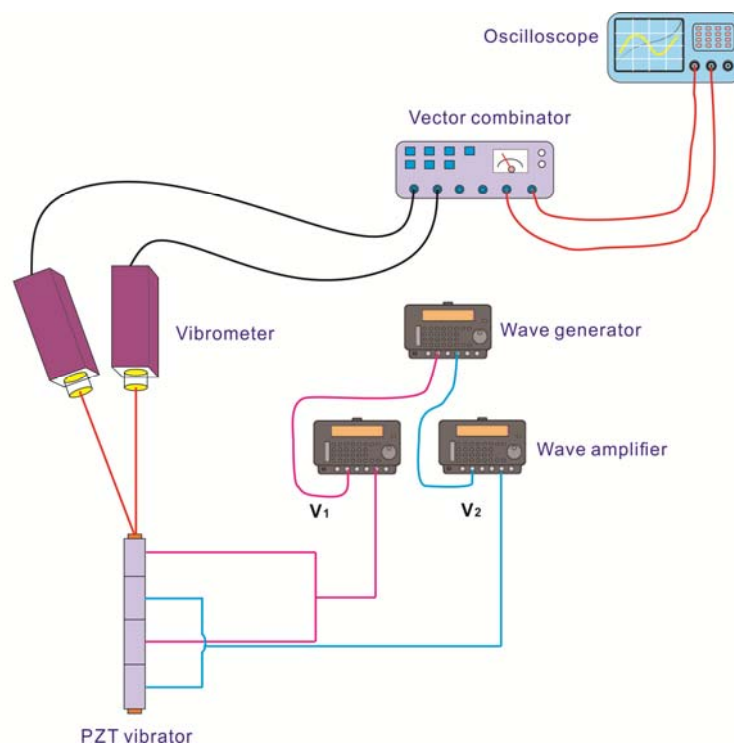 Oscilloscope
Vector combinator
Vibrometer
Wave generator
Wave amplifier
V1
V2
PZT vibrator